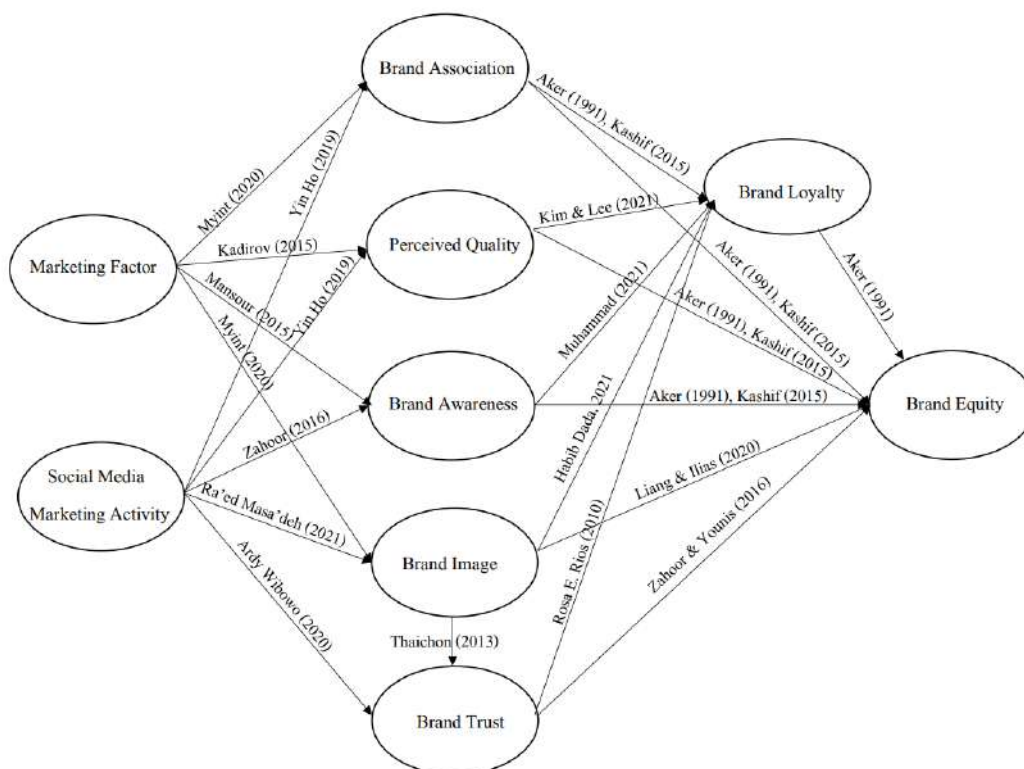 Brand Association
Aker (1991), Kashif (2015)
Myint (2020)
Yin Ho (2019)
Brand Loyalty
Kim & Lee (2021)
Marketing Factor
Kadirov (2015)
Perceived Quality
Mansour (2015)
Yin Ho (2019)
Myint (2020)
Muhammad (2021)
Aker (1991), Kashif (2015)
Aker (1991), Kashif (2015)
Aker (1991)
Zahoor (2016)
Brand Awareness
Aker (1991), Kashif (2015)
Brand Equity
Social Media
Marketing Activity
Ra’ed Masa’deh (2021)
Habib Dada, 2021
Liang & Ilias (2020)
Brand Image
Ardy Wibowo (2020)
Rosa E. Rios (2010)
Zahoor & Younis (2016)
Thaichon (2013)
Brand Trust